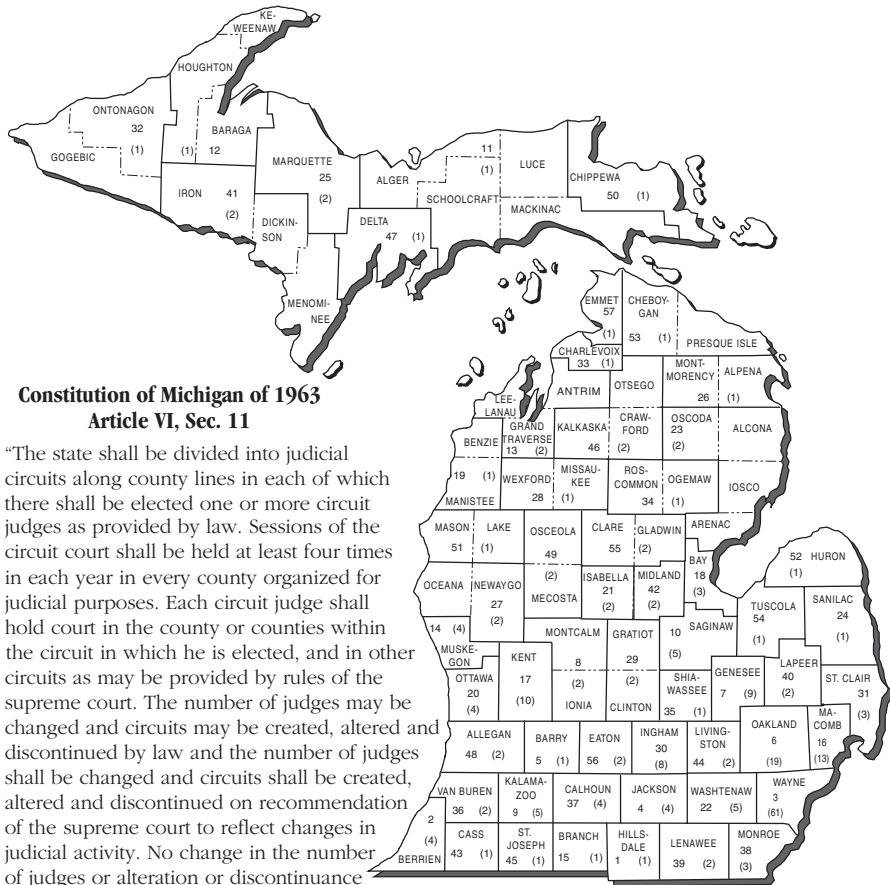 KE-
WEENAW
HOUGHTON
ONTONAGON
32
(1)
GOGEBIC
BARAGA
(1) 12
MARQUETTE
25
(2)
IRON 41
(2)
DICKIN-
SON
MENOMI-
NEE
ALGER
11
(1)
SCHOOLCRAFT
DELTA
47 (1)
LUCE
MACKINAC
CHIPPEWA
50 (1)
EMMET
57
(1)
CHEBOY-
GAN
53 (1)
PRESQUE ISLE
CHARLEVOIX
33 (1)
ANTRIM
OTSEGO
MONT-
MORENCY
26
ALPENA
(1)
LEE-
LANAU
BENZIE
GRAND
TRAVERSE
13 (2)
KALKASKA
46
CRAW-
FORD
(2)
OSCODA
23
(2)
ALCONA
19 (1)
MANISTEE
WEXFORD
28
MISSAU-
KEE
(1)
ROS-
COMMON
34
OGEMAW
(1)
IOSCO
MASON
51
LAKE
(1)
OSCEOLA
49
(2)
MECOSTA
CLARE
55
GLADWIN
(2)
ARENAC
BAY
18
(3)
52 HURON
(1)
OCEANA
NEWAYGO
27
(2)
ISABELLA
21
(2)
MIDLAND
42
(2)
TUSCOLA
54
(1)
SANILAC
24
(1)
14 (4)
MUSKE-
GON
KENT
17
(10)
MONTCALM
8
(2)
IONIA
GRATIOT
29
(2)
CLINTON
10 SAGINAW
(5)
OTTAWA
20
(4)
SHIA-
WASSEE
35 (1)
GENESEE
7 (9)
LAPEER
40
(2)
ST. CLAIR
31
(3)
ALLEGAN
48 (2)
BARRY
5 (1)
EATON
56 (2)
INGHAM
30
(8)
LIVING-
STON
44 (2)
OAKLAND
6
(19)
MA-
COMB
16
(13)
VAN BUREN
36 (2)
KALAMA-
ZOO
9 (5)
CALHOUN
37 (4)
JACKSON
4 (4)
WASHTENAW
22 (5)
WAYNE
3
(61)
2
(4)
BERRIEN
CASS
43 (1)
ST.
JOSEPH
45 (1)
BRANCH
15 (1)
HILLS-
DALE
1 (1)
LENAWEE
39 (2)
MONROE
38
(3)
Constitution of Michigan of 1963
Article VI, Sec. 11
“The state shall be divided into judicial
circuits along county lines in each of which
there shall be elected one or more circuit
judges as provided by law. Sessions of the
circuit court shall be held at least four times
in each year in every county organized for
judicial purposes. Each circuit judge shall
hold court in the county or counties within
the circuit in which he is elected, and in other
circuits as may be provided by rules of the
supreme court. The number of judges may be
changed and circuits may be created, altered and
discontinued by law and the number of judges
shall be changed and circuits shall be created,
altered and discontinued on recommendation
of the supreme court to reflect changes in
judicial activity. No change in the number
of judges or alteration or discontinuance